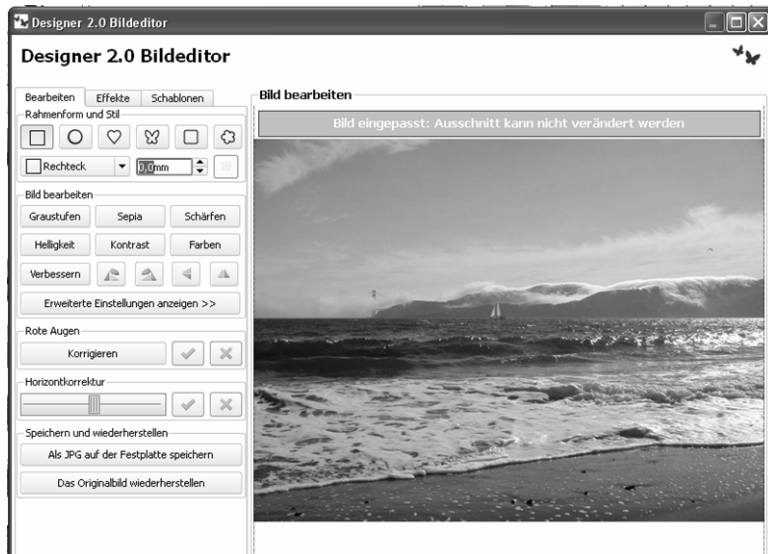 Designer 2.0 Bildeditor
Designer 2.0 Bildeditor
Bearbeiten Effekte Schablonen
Rahmenform und Stil
Rechteck 0,0mm
Bild bearbeiten
Graustufen Sepia Schärfen
Helligkeit Kontrast Farben
Verbessern
Erweiterte Einstellungen anzeigen >>
Rote Augen
Korrigieren
Horizontkorrektur
Speichern und wiederherstellen
Als JPG auf der Festplatte speichern
Das Originalbild wiederherstellen
Bild bearbeiten
Bild eingepasst: Ausschnitt kann nicht verändert werden